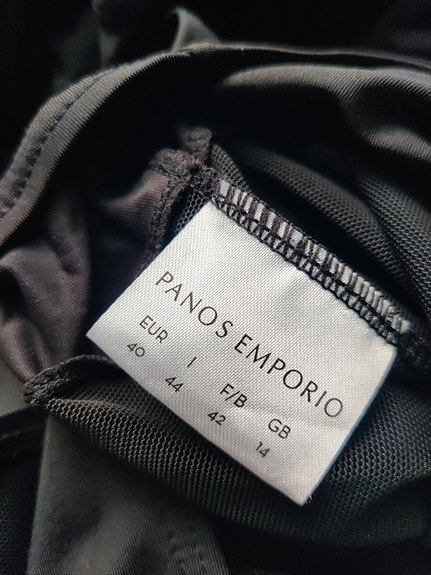 PANOS EMPORIO
EUR I F/B GB
40 44 42 14